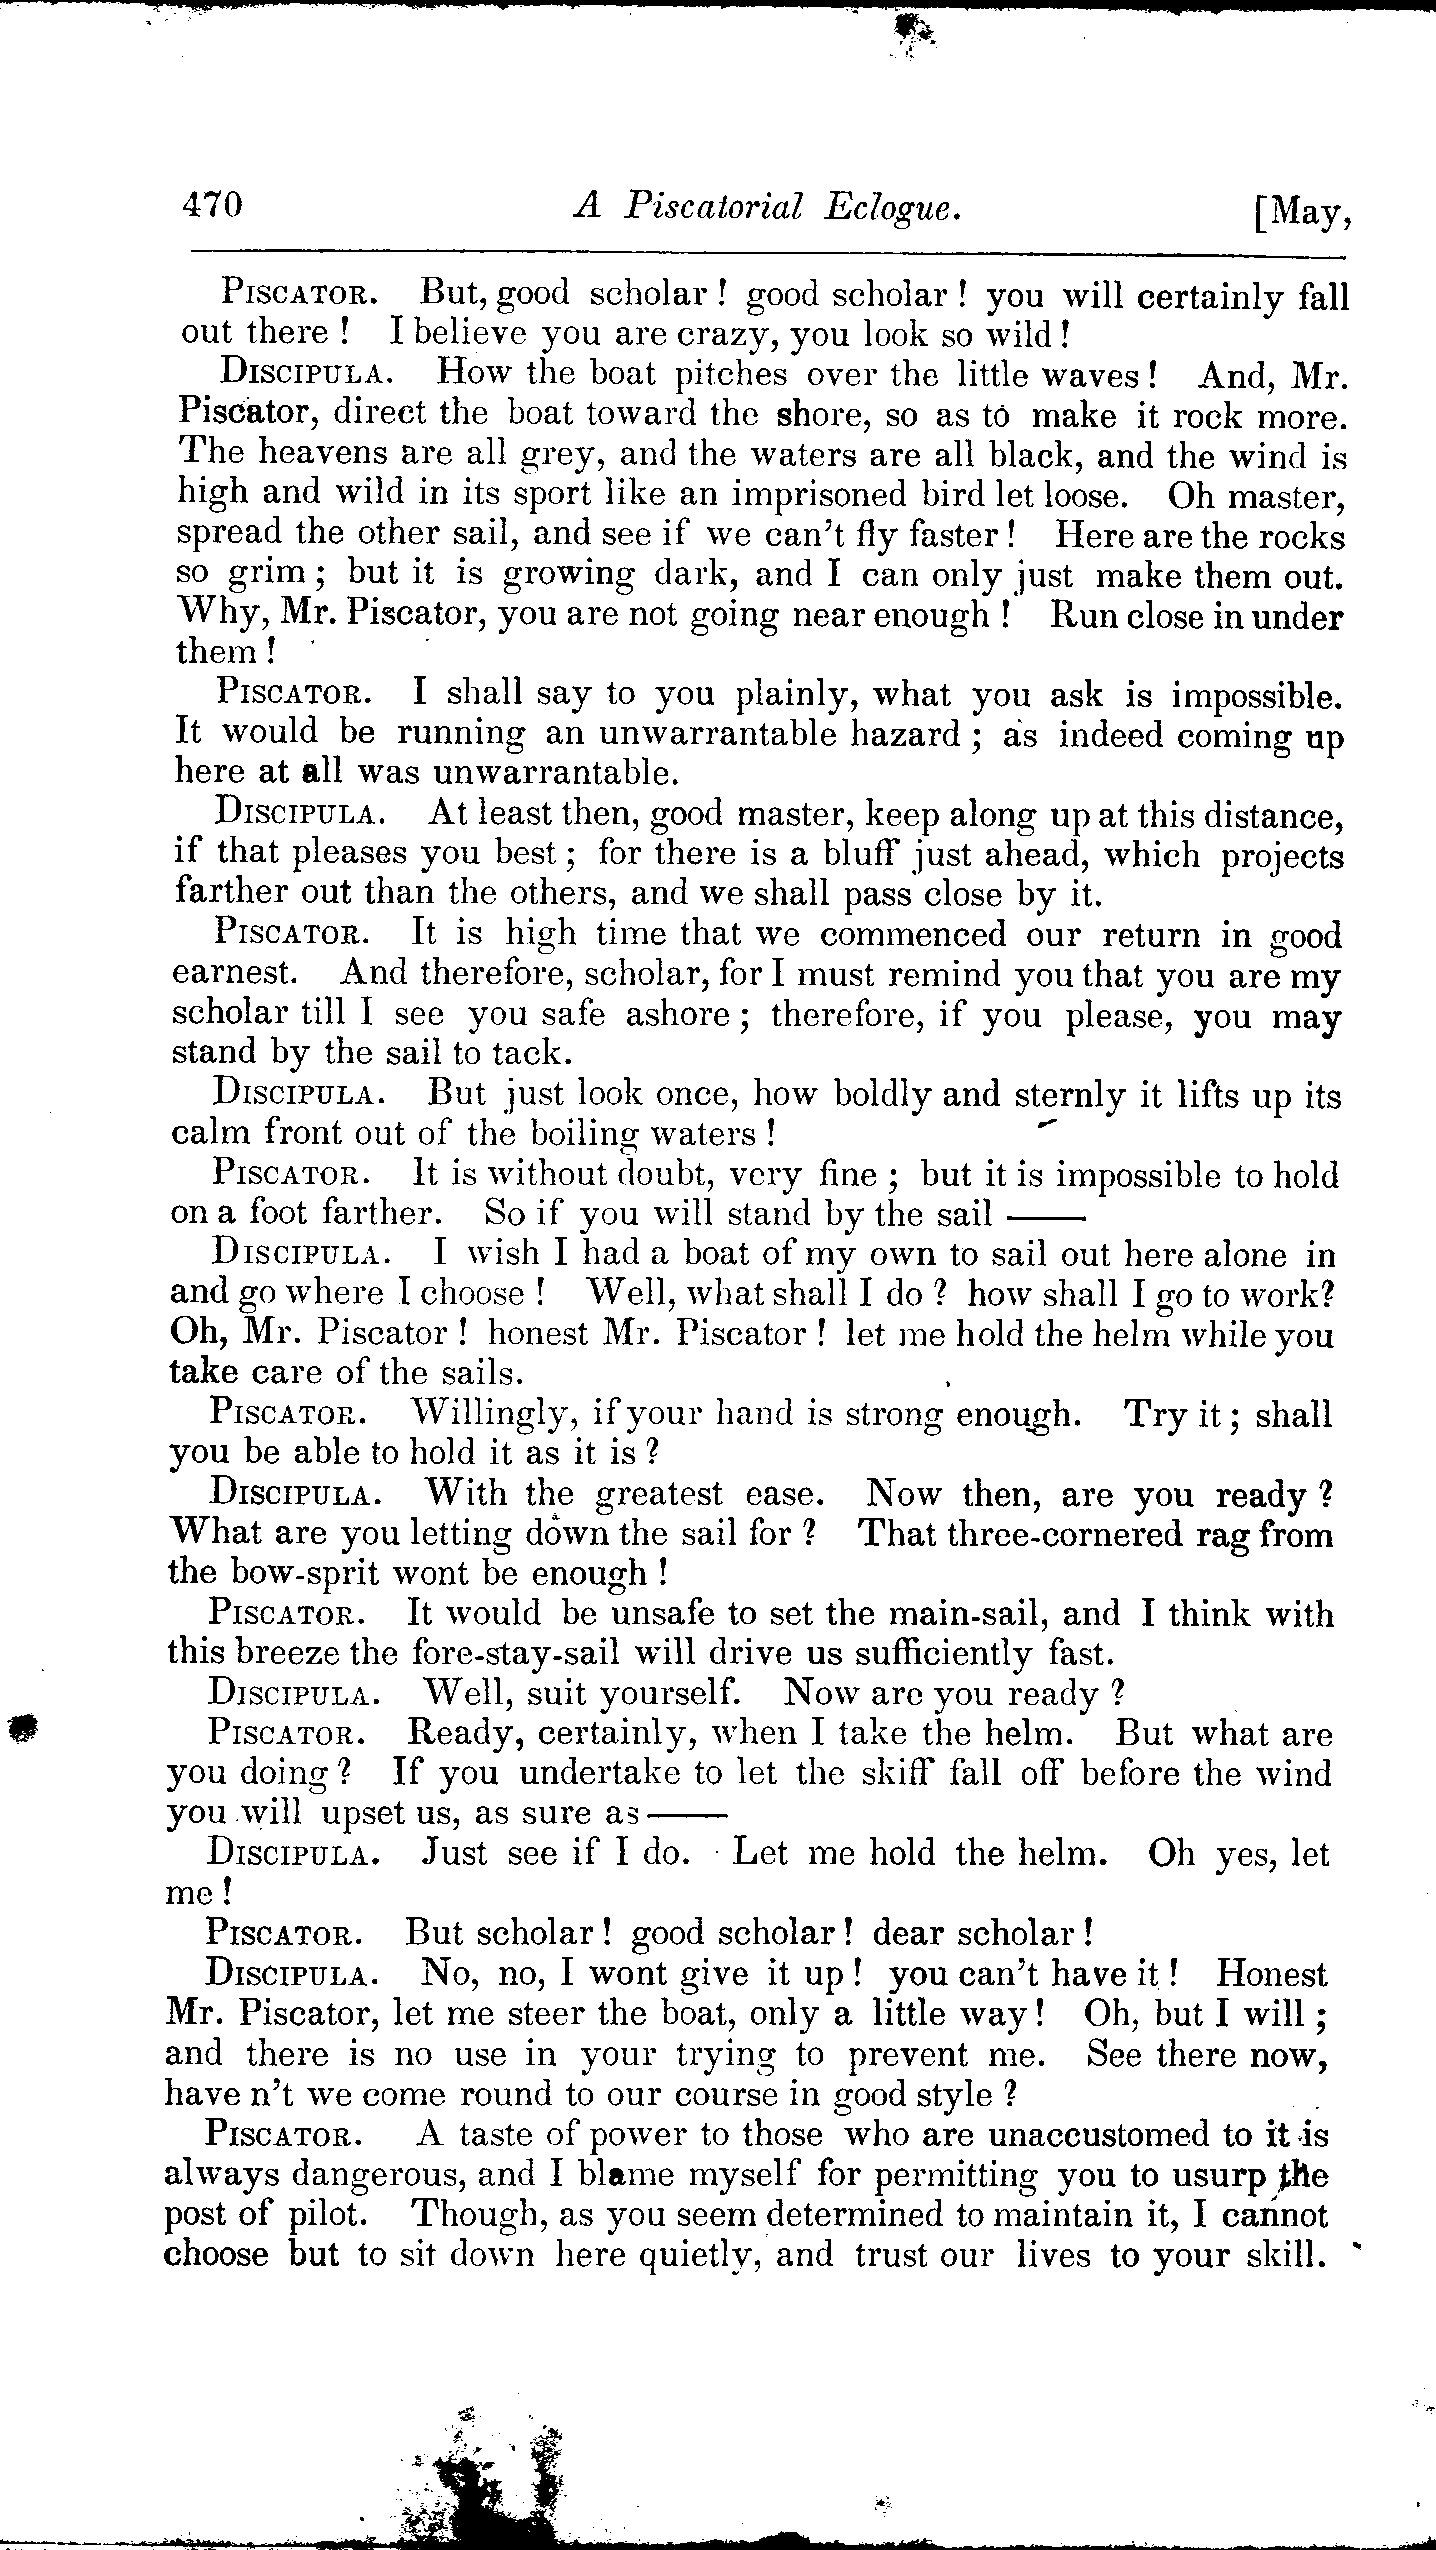 470 A Piscatorial Eclogue. [May,
PISCATOR. But, good scholar! good scholar! you will certainly fall
out there! I believe you are crazy, you look so wild!
DISCIPULA. How the boat pitches over the little waves! And, Mr.
Piscator, direct the boat toward the shore, so as to make it rock more.
The heavens are all grey, and the waters are all black, and the wind is
high and wild in its sport like an imprisoned bird let loose. Oh master,
spread the other sail, and see if we can't fly faster! Here are the rocks
so grim; but it is growing dark, and I can only just make them out.
Why, Mr. Piscator, you are not going near enough! Run close in under
them!
PISCATOR. I shall say to you plainly, what you ask is impossible.
It would be running an unwarrantable hazard; as indeed coming up
here at all was unwarrantable.
DISCIPULA. At least then, good master, keep along up at this distance,
if that pleases you best; for there is a bluff just ahead, which projects
farther out than the others, and we shall pass close by it.
PISCATOR. It is high time that we commenced our return in good
earnest. And therefore, scholar, for I must remind you that you are my
scholar till I see you safe ashore; therefore, if you please, you may
stand by the sail to tack.
DISCIPULA. But just look once, how boldly and sternly it lifts up its
calm front out of the boiling waters!
PISCATOR. It is without doubt, very fine; but it is impossible to hold
on a foot farther. So if you will stand by the sail ——
DISCIPULA. I wish I had a boat of my own to sail out here alone in
and go where I choose! Well, what shall I do? how shall I go to work?
Oh, Mr. Piscator! honest Mr. Piscator! let me hold the helm while you
take care of the sails.
PISCATOR. Willingly, if your hand is strong enough. Try it; shall
you be able to hold it as it is?
DISCIPULA. With the greatest ease. Now then, are you ready?
What are you letting down the sail for? That three-cornered rag from
the bow-sprit wont be enough!
PISCATOR. It would be unsafe to set the main-sail, and I think with
this breeze the fore-stay-sail will drive us sufficiently fast.
DISCIPULA. Well, suit yourself. Now are you ready?
PISCATOR. Ready, certainly, when I take the helm. But what are
you doing? If you undertake to let the skiff fall off before the wind
you will upset us, as sure as——
DISCIPULA. Just see if I do. Let me hold the helm. Oh yes, let
me!
PISCATOR. But scholar! good scholar! dear scholar!
DISCIPULA. No, no, I wont give it up! you can't have it! Honest
Mr. Piscator, let me steer the boat, only a little way! Oh, but I will;
and there is no use in your trying to prevent me. See there now,
have n't we come round to our course in good style?
PISCATOR. A taste of power to those who are unaccustomed to it is
always dangerous, and I blame myself for permitting you to usurp the
post of pilot. Though, as you seem determined to maintain it, I cannot
choose but to sit down here quietly, and trust our lives to your skill.